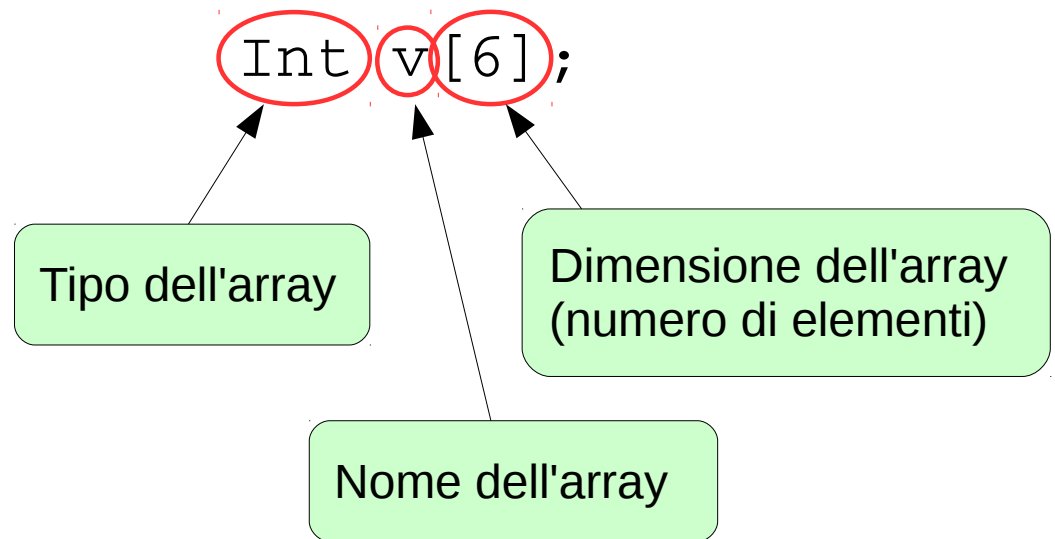 Int v[6];
Tipo dell'array
Dimensione dell'array
(numero di elementi)
Nome dell'array